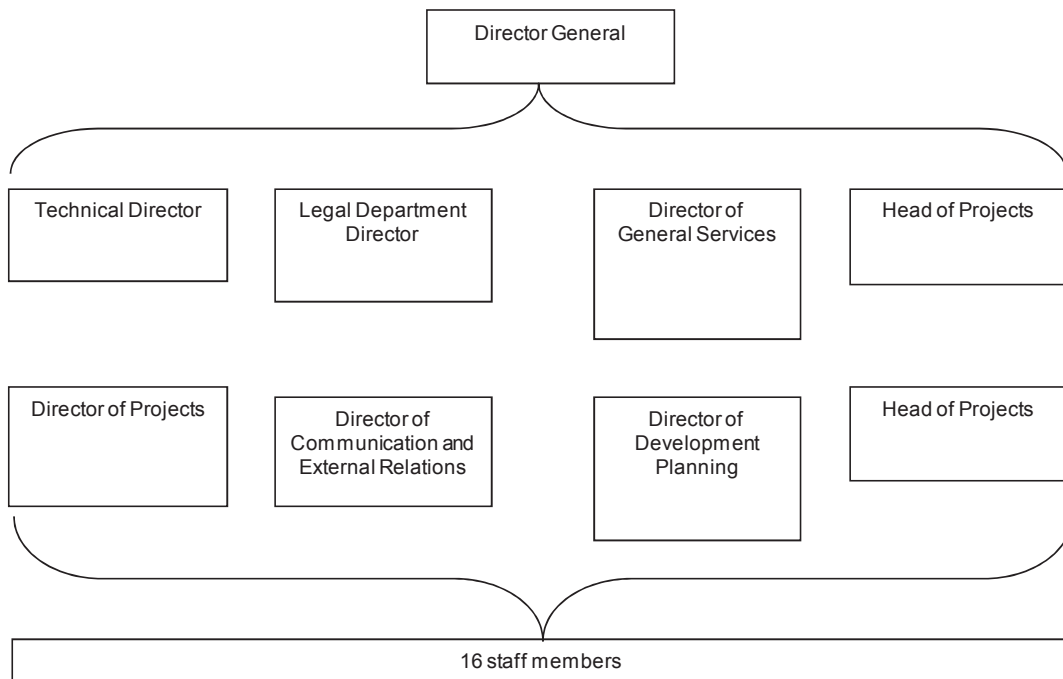 Director General
Technical Director
Legal Department
Director
Director of
General Services
Head of Projects
Director of Projects
Director of
Communication and
External Relations
Director of
Development
Planning
Head of Projects
16 staff members